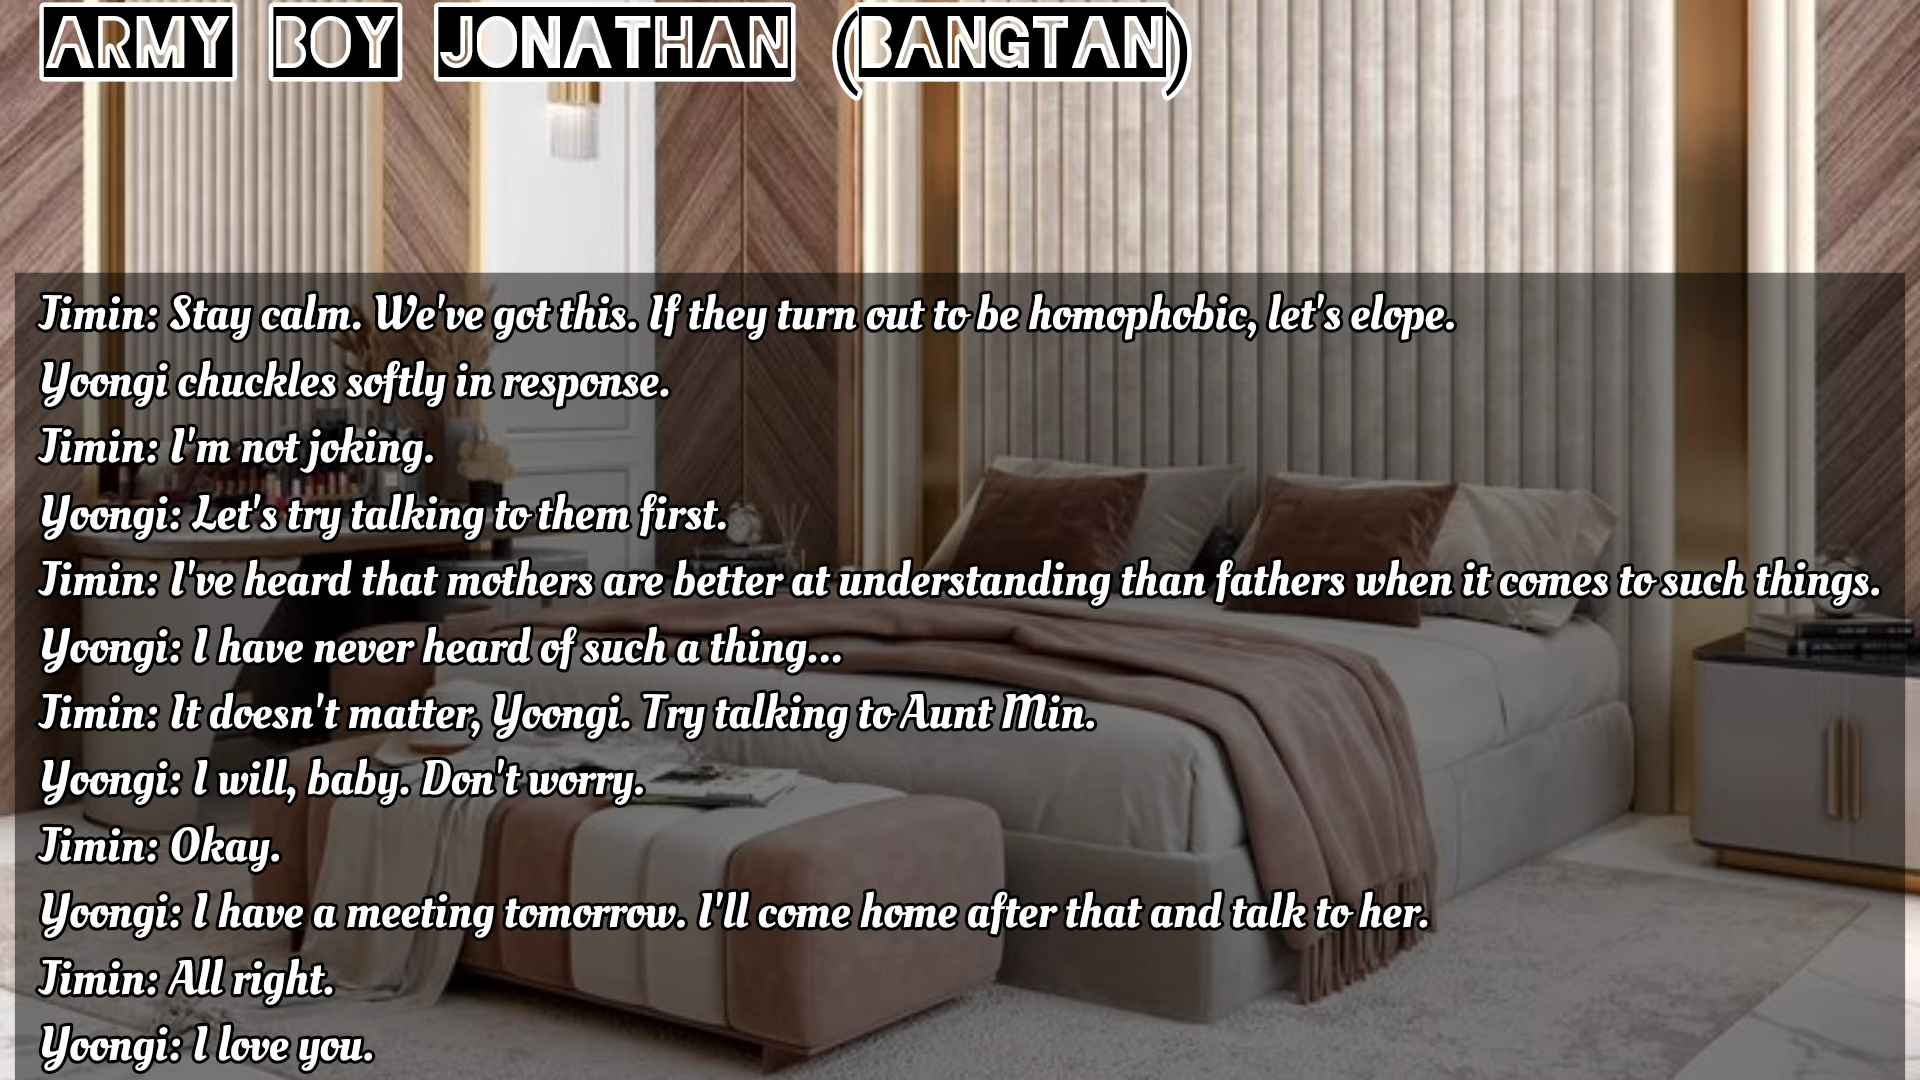 ARMY BOY JONATHAN (BANGTAN)
Jimin: Stay calm. We've got this. If they turn out to be homophobic, let's elope.
Yoongi chuckles softly in response.
Jimin: I'm not joking.
Yoongi: Let's try talking to them first.
Jimin: I've heard that mothers are better at understanding than fathers when it comes to such things.
Yoongi: I have never heard of such a thing...
Jimin: It doesn't matter, Yoongi. Try talking to Aunt Min.
Yoongi: I will, baby. Don't worry.
Jimin: Okay.
Yoongi: I have a meeting tomorrow. I'll come home after that and talk to her.
Jimin: All right.
Yoongi: I love you.